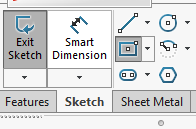 Exit
Sketch
Smart
Dimension
Features
Sketch
Sheet Metal